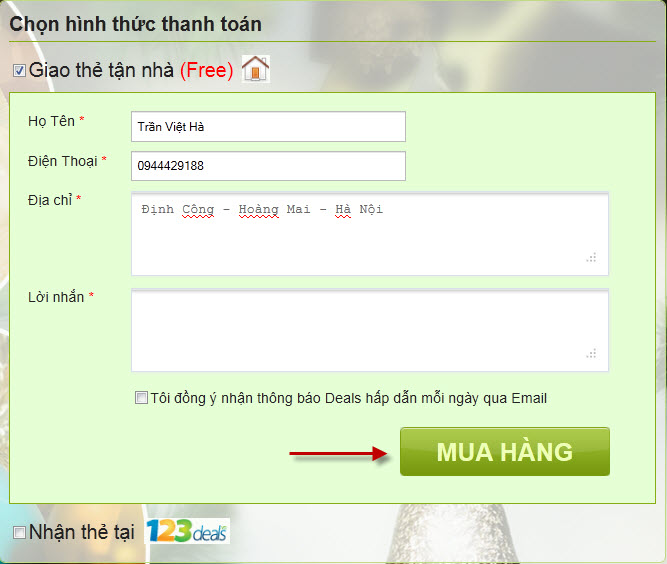 Chọn hình thức thanh toán
Giao thẻ tận nhà (Free)
Họ Tên *
Trần Việt Hà
Điện Thoại *
0944429188
Địa chỉ *
Định Công - Hoàng Mai - Hà Nội
Lời nhắn *
Tôi đồng ý nhận thông báo Deals hấp dẫn mỗi ngày qua Email
MUA HÀNG
Nhận thẻ tại 123deals